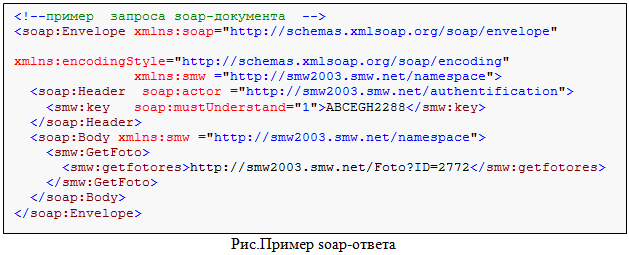 <!--пример  запроса soap-документа  -->
<soap:Envelope xmlns:soap="http://schemas.xmlsoap.org/soap/envelope"
xmlns:encodingStyle="http://schemas.xmlsoap.org/soap/encoding"
xmlns:smw ="http://smw2003.smw.net/namespace">
<soap:Header  soap:actor ="http://smw2003.smw.net/authentification">
<smw:key   soap:mustUnderstand="1">ABCEGH2288</smw:key>
</soap:Header>
<soap:Body xmlns:smw ="http://smw2003.smw.net/namespace">
<smw:GetFoto>
<smw:getfotores>http://smw2003.smw.net/Foto?ID=2772</smw:getfotores>
</smw:GetFoto>
</soap:Body>
</soap:Envelope>
Рис.Пример soap-ответа